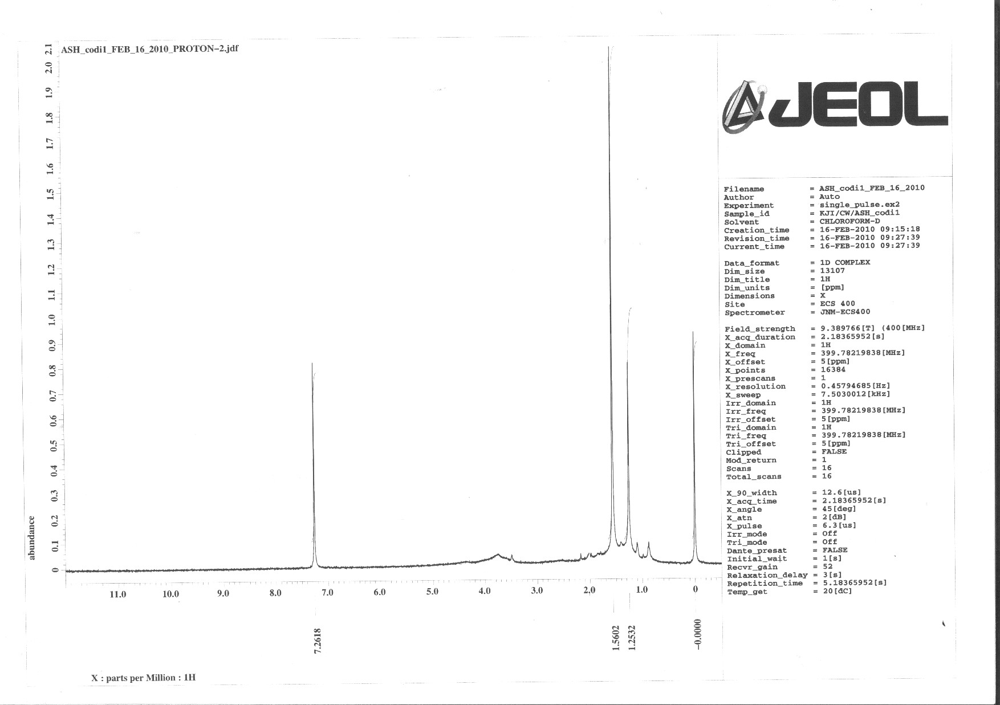 ASH_codi1_FEB_16_2010_PROTON-2.jdf
2.1
2.0
1.9
1.8
1.7
1.6
1.5
1.4
1.3
1.2
1.1
1.0
0.9
0.8
0.7
0.6
0.5
0.4
0.3
0.2
0.1
0
abundance
11.0 10.0 9.0 8.0 7.0 6.0 5.0 4.0 3.0 2.0 1.0 0
7.2618 1.5602 1.2532 -0.0000
X : parts per Million : 1H
JEOL
Filename = ASH_codi1_FEB_16_2010
Author = Auto
Experiment = single_pulse.ex2
Sample_id = KJI/CW/ASH_codi1
Solvent = CHLOROFORM-D
Creation_time = 16-FEB-2010 09:15:18
Revision_time = 16-FEB-2010 09:27:39
Current_time = 16-FEB-2010 09:27:39
Data_format = 1D COMPLEX
Dim_size = 13107
Dim_title = 1H
Dim_units = [ppm]
Dimensions = X
Site = ECS 400
Spectrometer = JNM-ECS400
Field_strength = 9.389766[T] (400[MHz]
X_acq_duration = 2.18365952[s]
X_domain = 1H
X_freq = 399.78219838[MHz]
X_offset = 5[ppm]
X_points = 16384
X_prescans = 1
X_resolution = 0.45794685[Hz]
X_sweep = 7.5030012[kHz]
Irr_domain = 1H
Irr_freq = 399.78219838[MHz]
Irr_offset = 5[ppm]
Tri_domain = 1H
Tri_freq = 399.78219838[MHz]
Tri_offset = 5[ppm]
Clipped = FALSE
Mod_return = 1
Scans = 16
Total_scans = 16
X_90_width = 12.6[us]
X_acq_time = 2.18365952[s]
X_angle = 45[deg]
X_atn = 2[dB]
X_pulse = 6.3[us]
Irr_mode = Off
Tri_mode = Off
Dante_presat = FALSE
Initial_wait = 1[s]
Recvr_gain = 52
Relaxation_delay = 3[s]
Repetition_time = 5.18365952[s]
Temp_get = 20[dC]